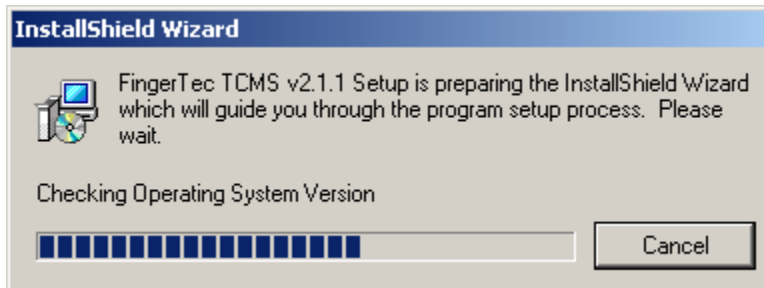 InstallShield Wizard
FingerTec TCMS v2.1.1 Setup is preparing the InstallShield Wizard
which will guide you through the program setup process.  Please
wait.
Checking Operating System Version
Cancel